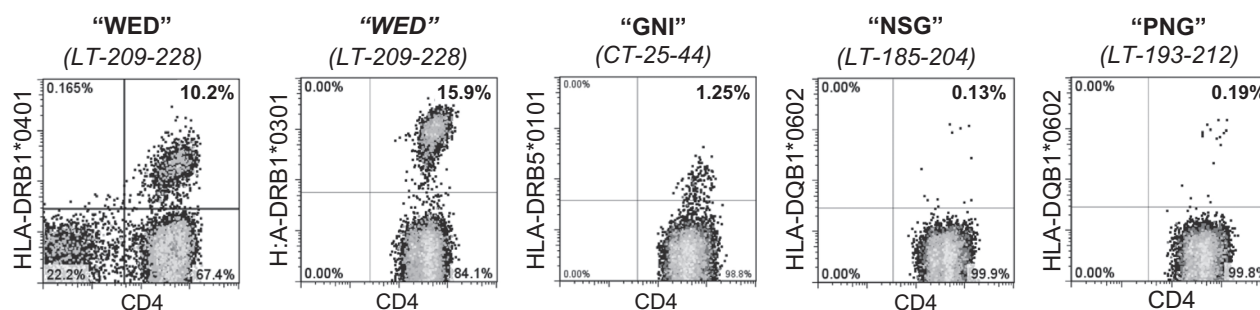 “WED”
(LT-209-228)
HLA-DRB1*0401
0.165%
10.2%
22.2%
67.4%
CD4
“WED”
(LT-209-228)
H:A-DRB1*0301
0.00%
15.9%
0.00%
84.1%
CD4
“GNI”
(CT-25-44)
HLA-DRB5*0101
0.00%
1.25%
0.00%
98.8%
CD4
“NSG”
(LT-185-204)
HLA-DQB1*0602
0.00%
0.13%
0.00%
99.9%
CD4
“PNG”
(LT-193-212)
HLA-DQB1*0602
0.00%
0.19%
0.00%
99.8%
CD4